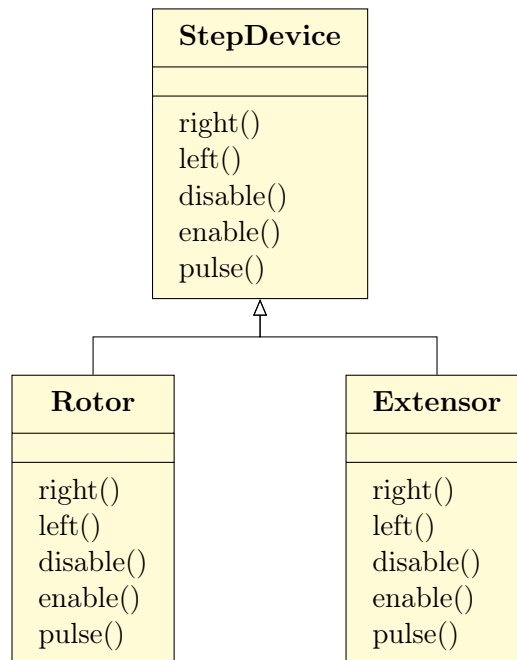 StepDevice
right()
left()
disable()
enable()
pulse()
Rotor
right()
left()
disable()
enable()
pulse()
Extensor
right()
left()
disable()
enable()
pulse()